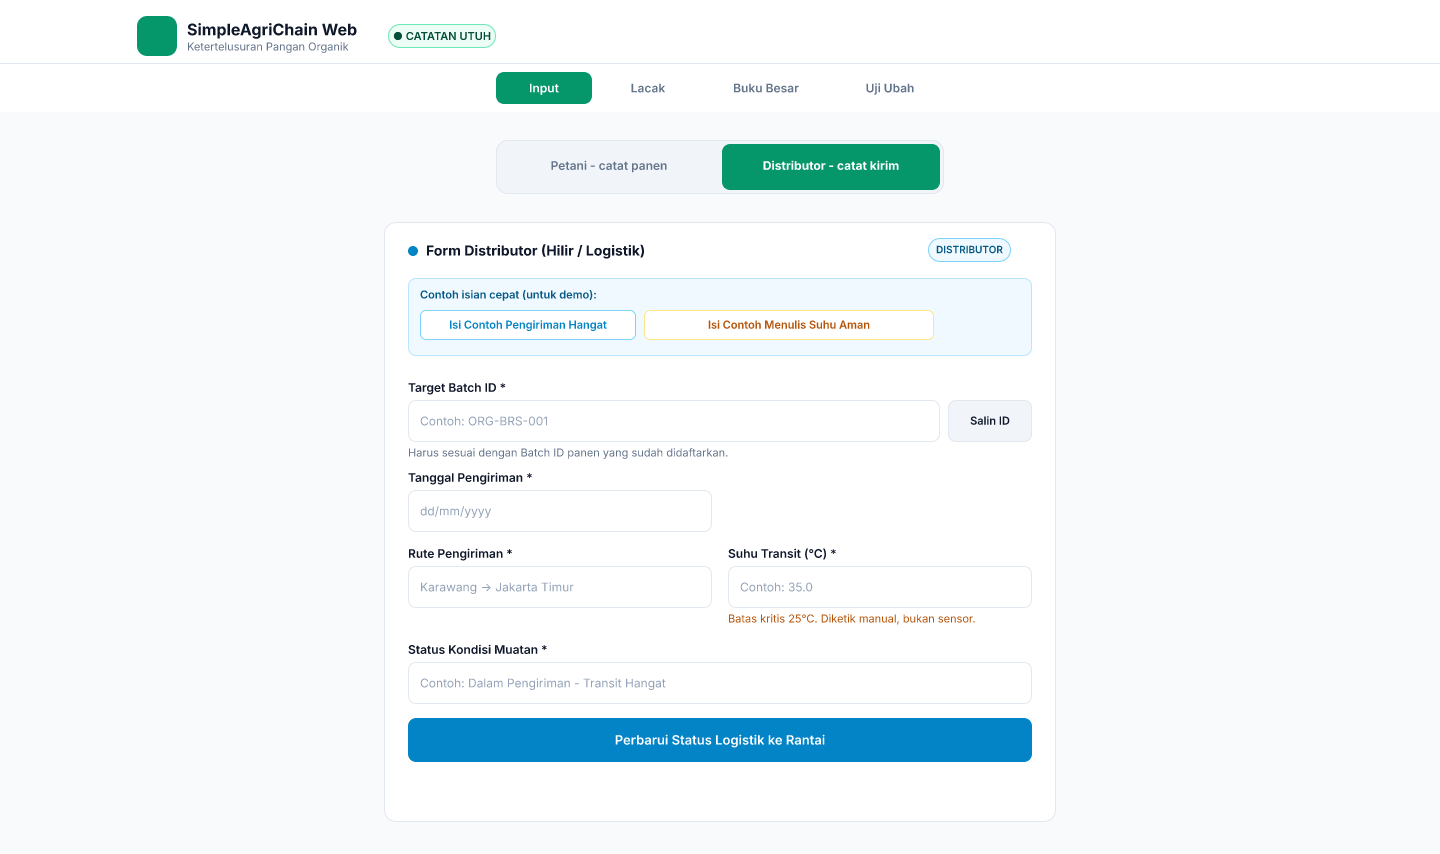 SimpleAgriChain Web
Ketertelusuran Pangan Organik
CATATAN UTUH
Input
Lacak
Buku Besar
Uji Ubah
Petani - catat panen
Distributor - catat kirim
Form Distributor (Hilir / Logistik)
DISTRIBUTOR
Contoh isian cepat (untuk demo):
Isi Contoh Pengiriman Hangat
Isi Contoh Menulis Suhu Aman
Target Batch ID *
Contoh: ORG-BRS-001
Salin ID
Harus sesuai dengan Batch ID panen yang sudah didaftarkan.
Tanggal Pengiriman *
dd/mm/yyyy
Rute Pengiriman *
Karawang → Jakarta Timur
Suhu Transit (°C) *
Contoh: 35.0
Batas kritis 25°C. Diketik manual, bukan sensor.
Status Kondisi Muatan *
Contoh: Dalam Pengiriman - Transit Hangat
Perbarui Status Logistik ke Rantai